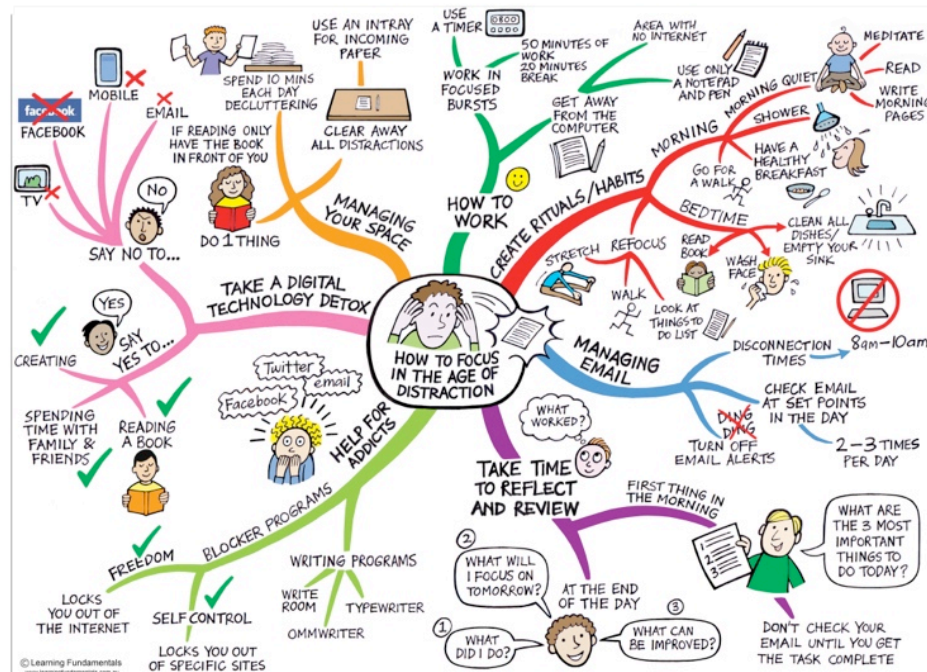 HOW TO FOCUS
IN THE AGE OF
DISTRACTION
HOW TO
WORK
WORK IN
FOCUSED
BURSTS
USE
A TIMER
50 MINUTES OF
WORK
20 MINUTES
BREAK
GET AWAY
FROM THE
COMPUTER
AREA WITH
NO INTERNET
USE ONLY
A NOTEPAD
AND PEN
CREATE RITUALS/HABITS
MORNING
MORNING QUIET
MEDITATE
READ
WRITE
MORNING
PAGES
SHOWER
HAVE A
HEALTHY
BREAKFAST
GO FOR
A WALK
BEDTIME
CLEAN ALL
DISHES/
EMPTY YOUR
SINK
WASH
FACE
READ
BOOK
REFOCUS
STRETCH
WALK
LOOK AT
THINGS TO
DO LIST
MANAGING
EMAIL
DISCONNECTION
TIMES
8am-10am
CHECK EMAIL
AT SET POINTS
IN THE DAY
2-3 TIMES
PER DAY
DING
DING
TURN OFF
EMAIL ALERTS
TAKE TIME
TO REFLECT
AND REVIEW
WHAT
WORKED?
FIRST THING IN
THE MORNING
1
2
3
WHAT ARE
THE 3 MOST
IMPORTANT
THINGS TO
DO TODAY?
DON'T CHECK YOUR
EMAIL UNTIL YOU GET
THE TASK COMPLETE
AT THE END
OF THE DAY
1
WHAT
DID I DO?
2
WHAT WILL
I FOCUS ON
TOMORROW?
3
WHAT CAN
BE IMPROVED?
HELP FOR
ADDICTS
Twitter
email
Facebook
WRITING PROGRAMS
WRITE
ROOM
OMMWRITER
TYPEWRITER
BLOCKER PROGRAMS
SELF CONTROL
LOCKS YOU OUT
OF SPECIFIC SITES
FREEDOM
LOCKS
YOU OUT OF
THE INTERNET
TAKE A DIGITAL
TECHNOLOGY
DETOX
YES
SAY
YES TO...
CREATING
SPENDING
TIME WITH
FAMILY &
FRIENDS
READING
A BOOK
NO
SAY NO TO...
TV
facebook
FACEBOOK
MOBILE
EMAIL
MANAGING
YOUR SPACE
DO 1 THING
IF READING ONLY
HAVE THE BOOK
IN FRONT OF YOU
SPEND 10 MINS
EACH DAY
DECLUTTERING
USE AN INTRAY
FOR INCOMING
PAPER
CLEAR AWAY
ALL DISTRACTIONS
© Learning Fundamentals